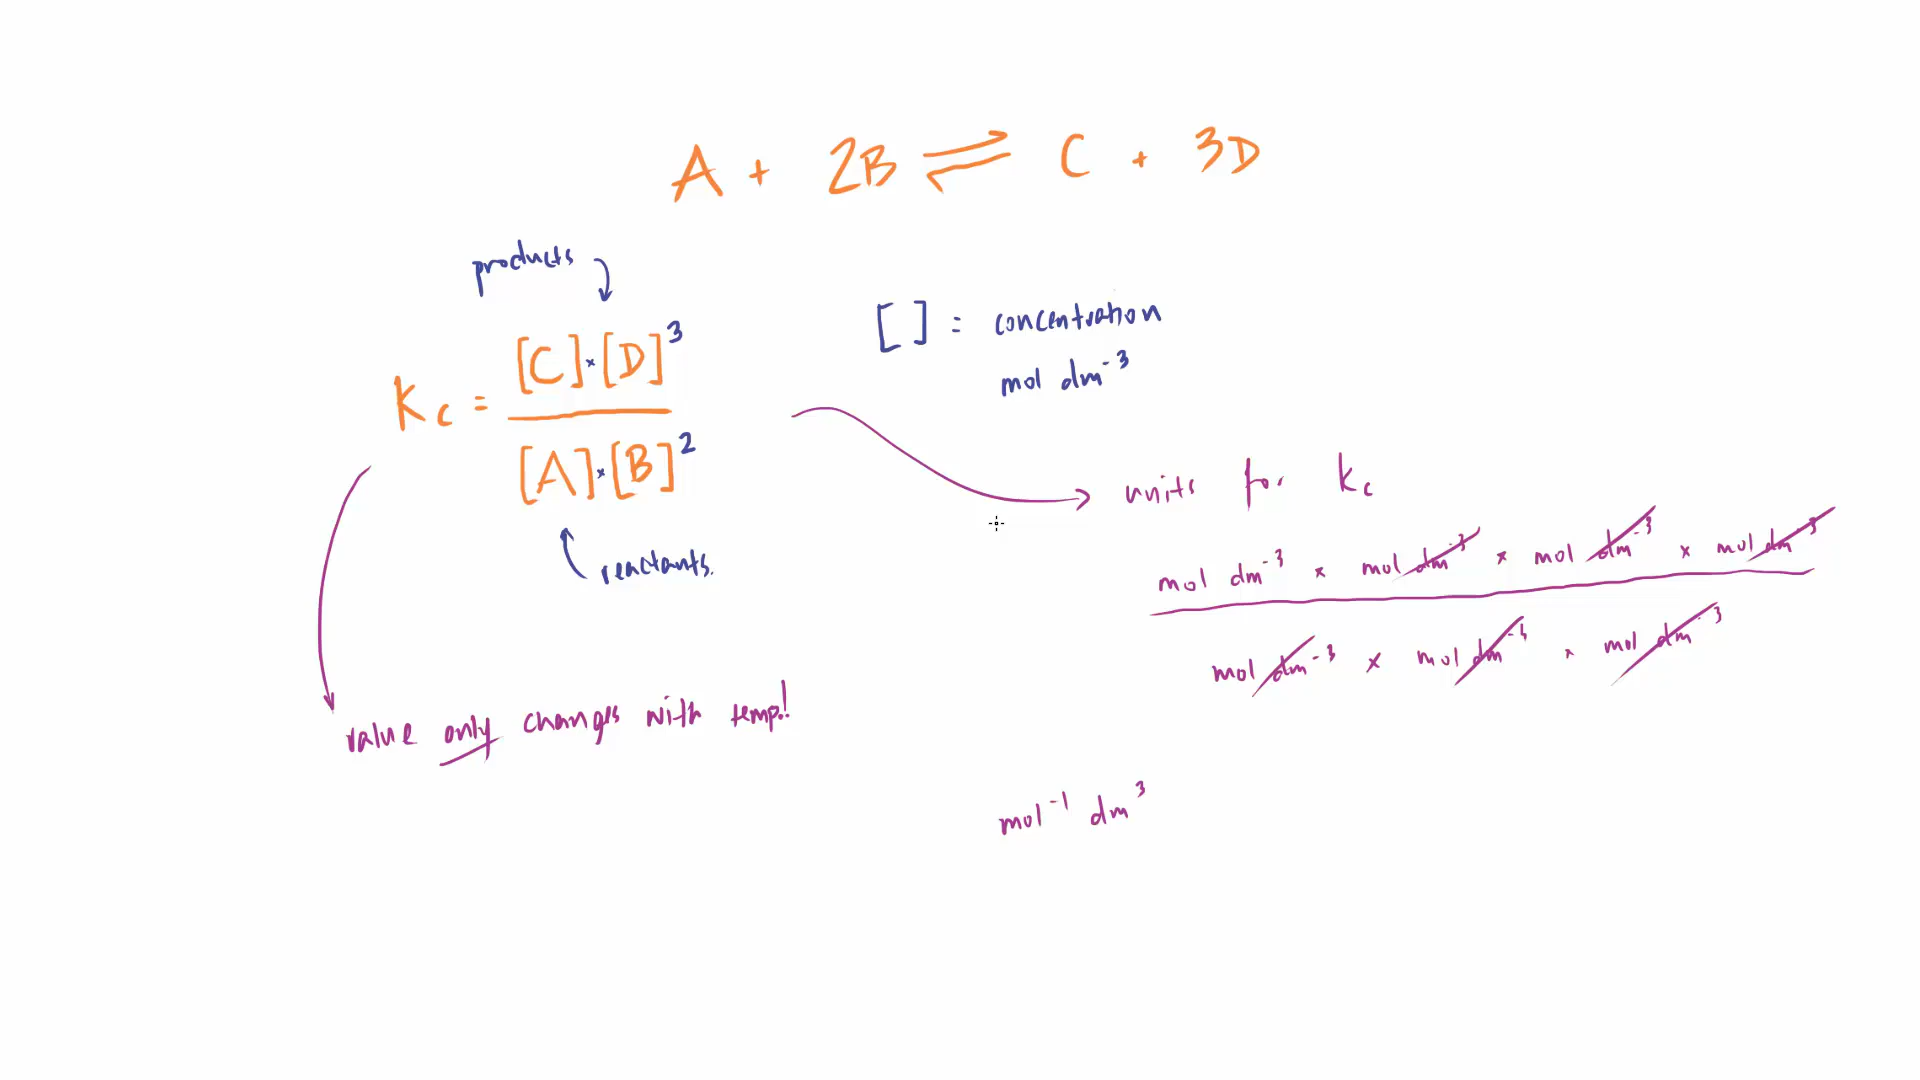 A + 2B ⇌ C + 3D
products
Kc = [C]×[D]³
[A]×[B]²
reactants.
[ ] = concentration
mol dm⁻³
units for Kc
mol dm⁻³ × mol dm⁻³ × mol dm⁻³ × mol dm⁻³
mol dm⁻³ × mol dm⁻³ × mol dm⁻³
value only changes with temp!
mol⁻¹ dm³